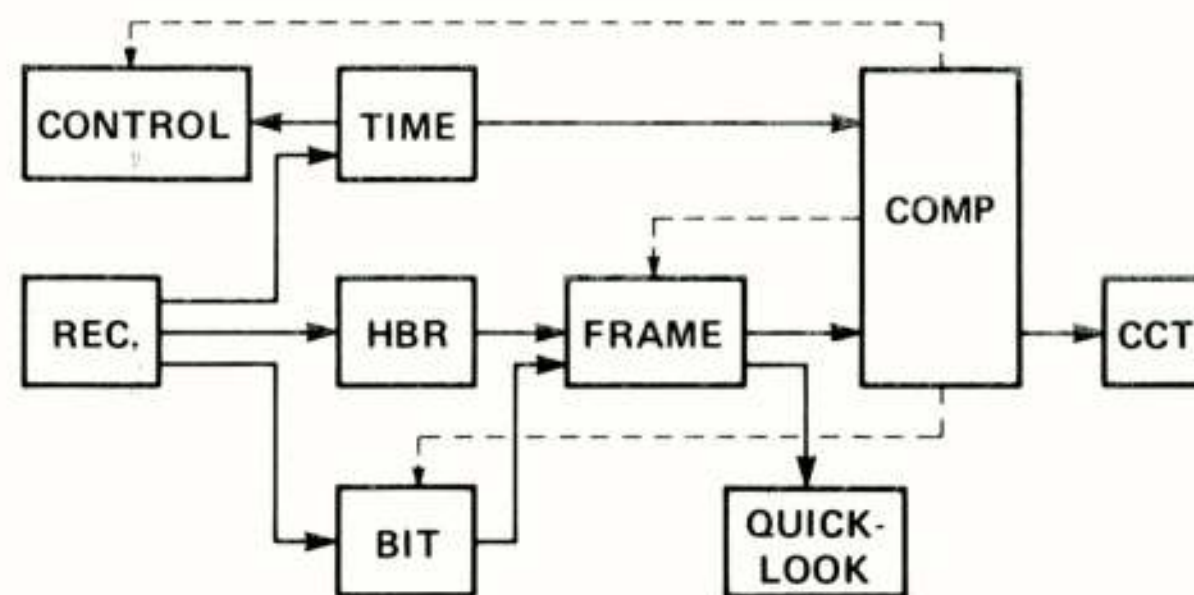 CONTROL
TIME
COMP
REC.
HBR
FRAME
CCT
BIT
QUICK-
LOOK